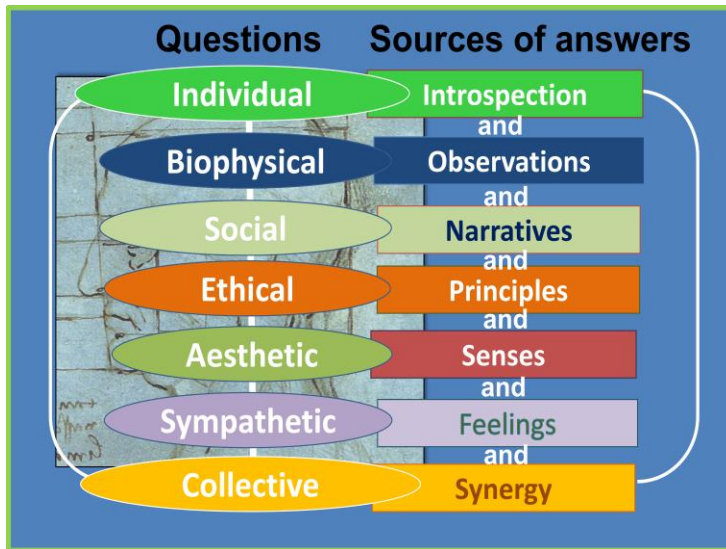 Questions Sources of answers
Individual Introspection
and
Biophysical Observations
and
Social Narratives
and
Ethical Principles
and
Aesthetic Senses
and
Sympathetic Feelings
and
Collective Synergy